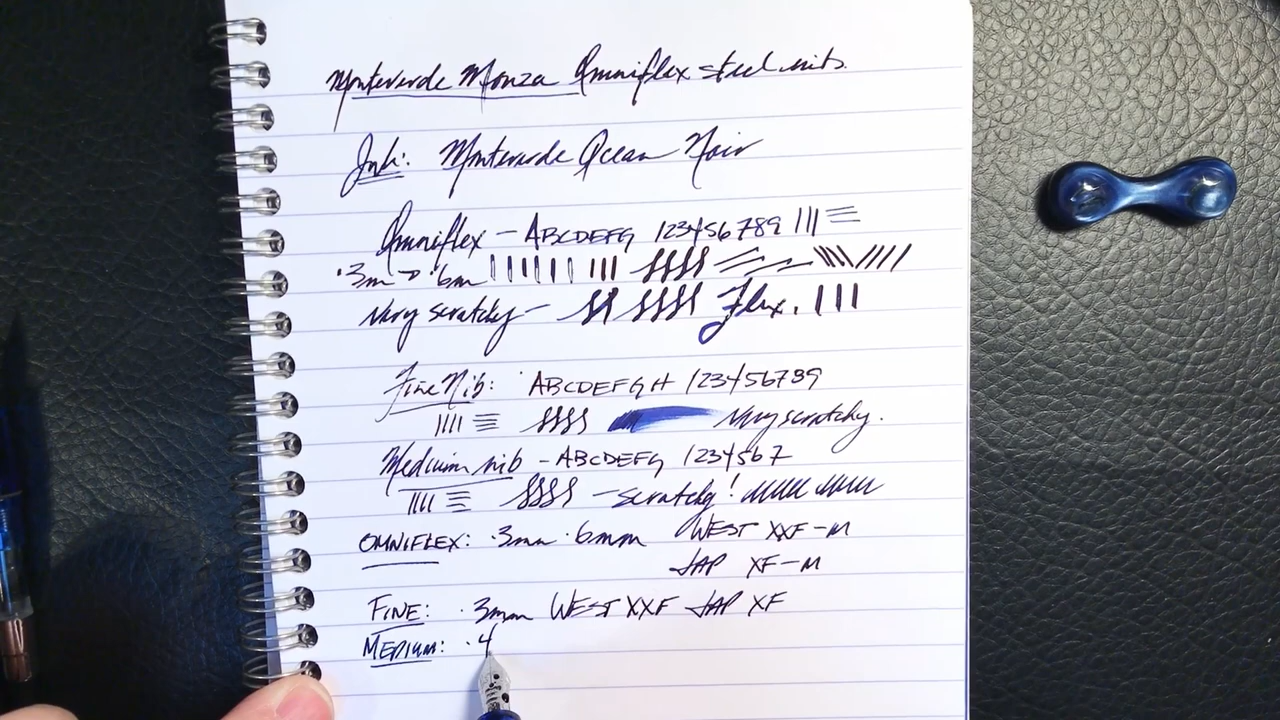 Monteverde Monza Omniflex steel nibs.
Ink: Monteverde Ocean Noir
Omniflex - ABCDEFG 123456789
.3m → .6m
Very scratchy - Flex.
Fine Nib: ABCDEFGH 123456789
Very scratchy.
Medium nib - ABCDEFG 1234567
- scratchy!
OMNIFLEX: .3mm .6mm WEST XXF-M
JAP XF-M
FINE: .3mm WEST XXF JAP XF
MEDIUM: .4